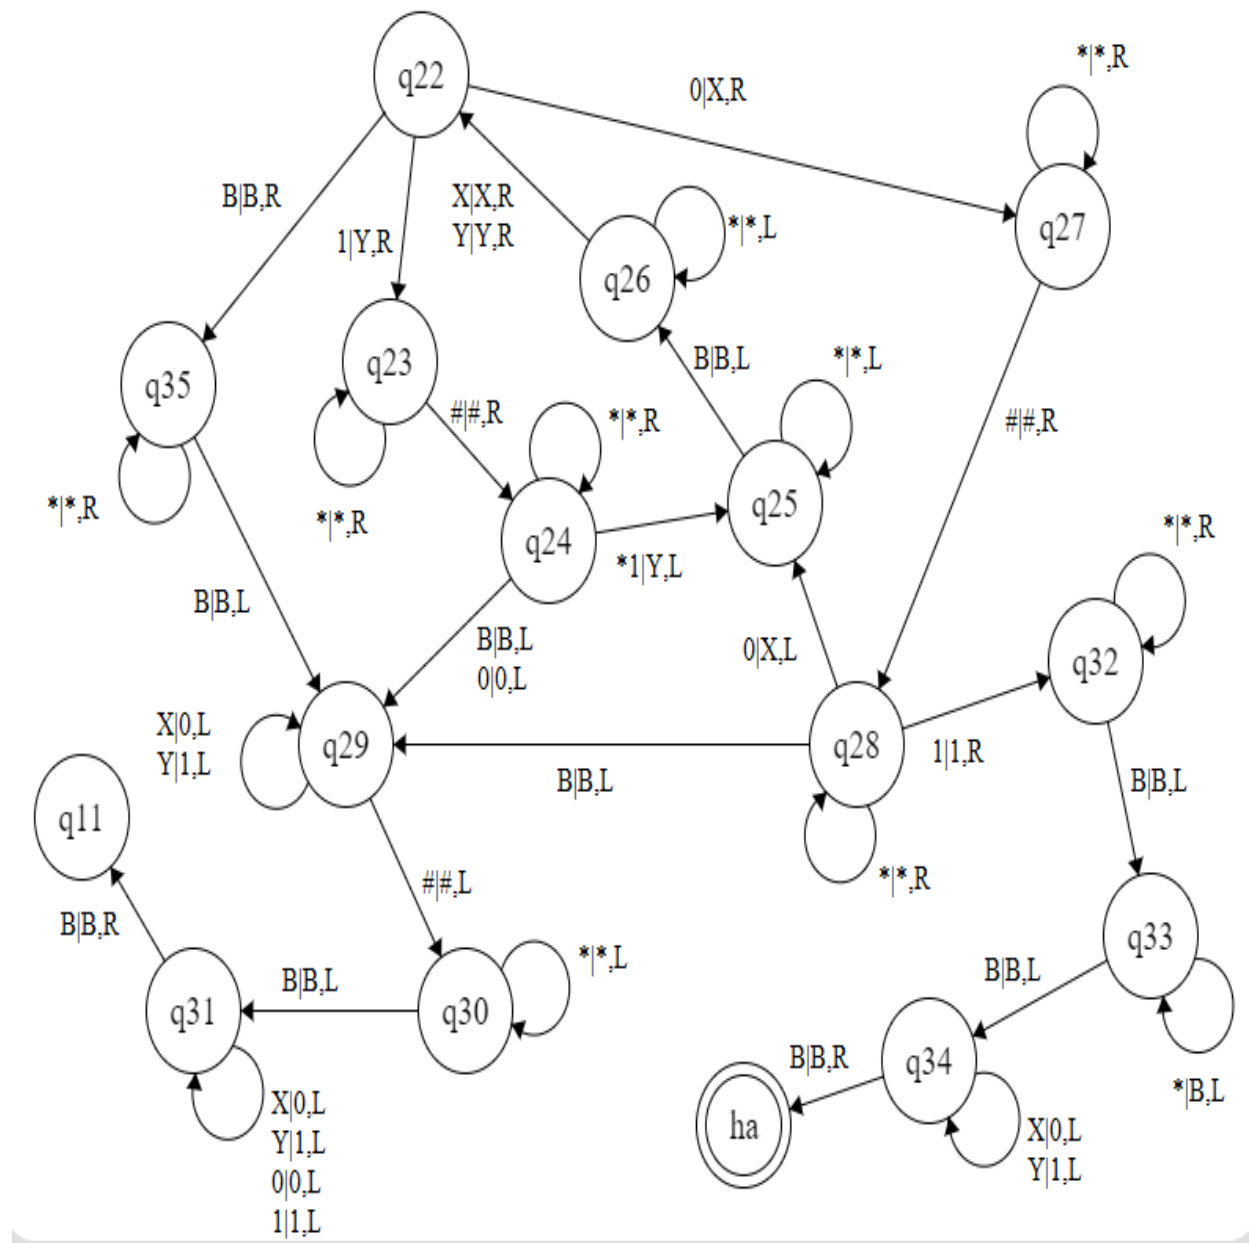 q22
*|*,R
0|X,R
B|B,R
X|X,R
Y|Y,R
1|Y,R
*|*,L
q27
q26
q35
q23
B|B,L
*|*,L
#|#,R
*|*,R
#|#,R
*|*,R
*|*,R
q24
q25
*1|Y,L
*|*,R
B|B,L
B|B,L
0|0,L
0|X,L
q32
X|0,L
Y|1,L
q29
q28
B|B,L
1|1,R
B|B,L
q11
#|#,L
*|*,R
B|B,R
q33
*|*,L
B|B,L
B|B,L
q31
q30
q34
B|B,R
*|B,L
X|0,L
Y|1,L
0|0,L
1|1,L
ha
X|0,L
Y|1,L